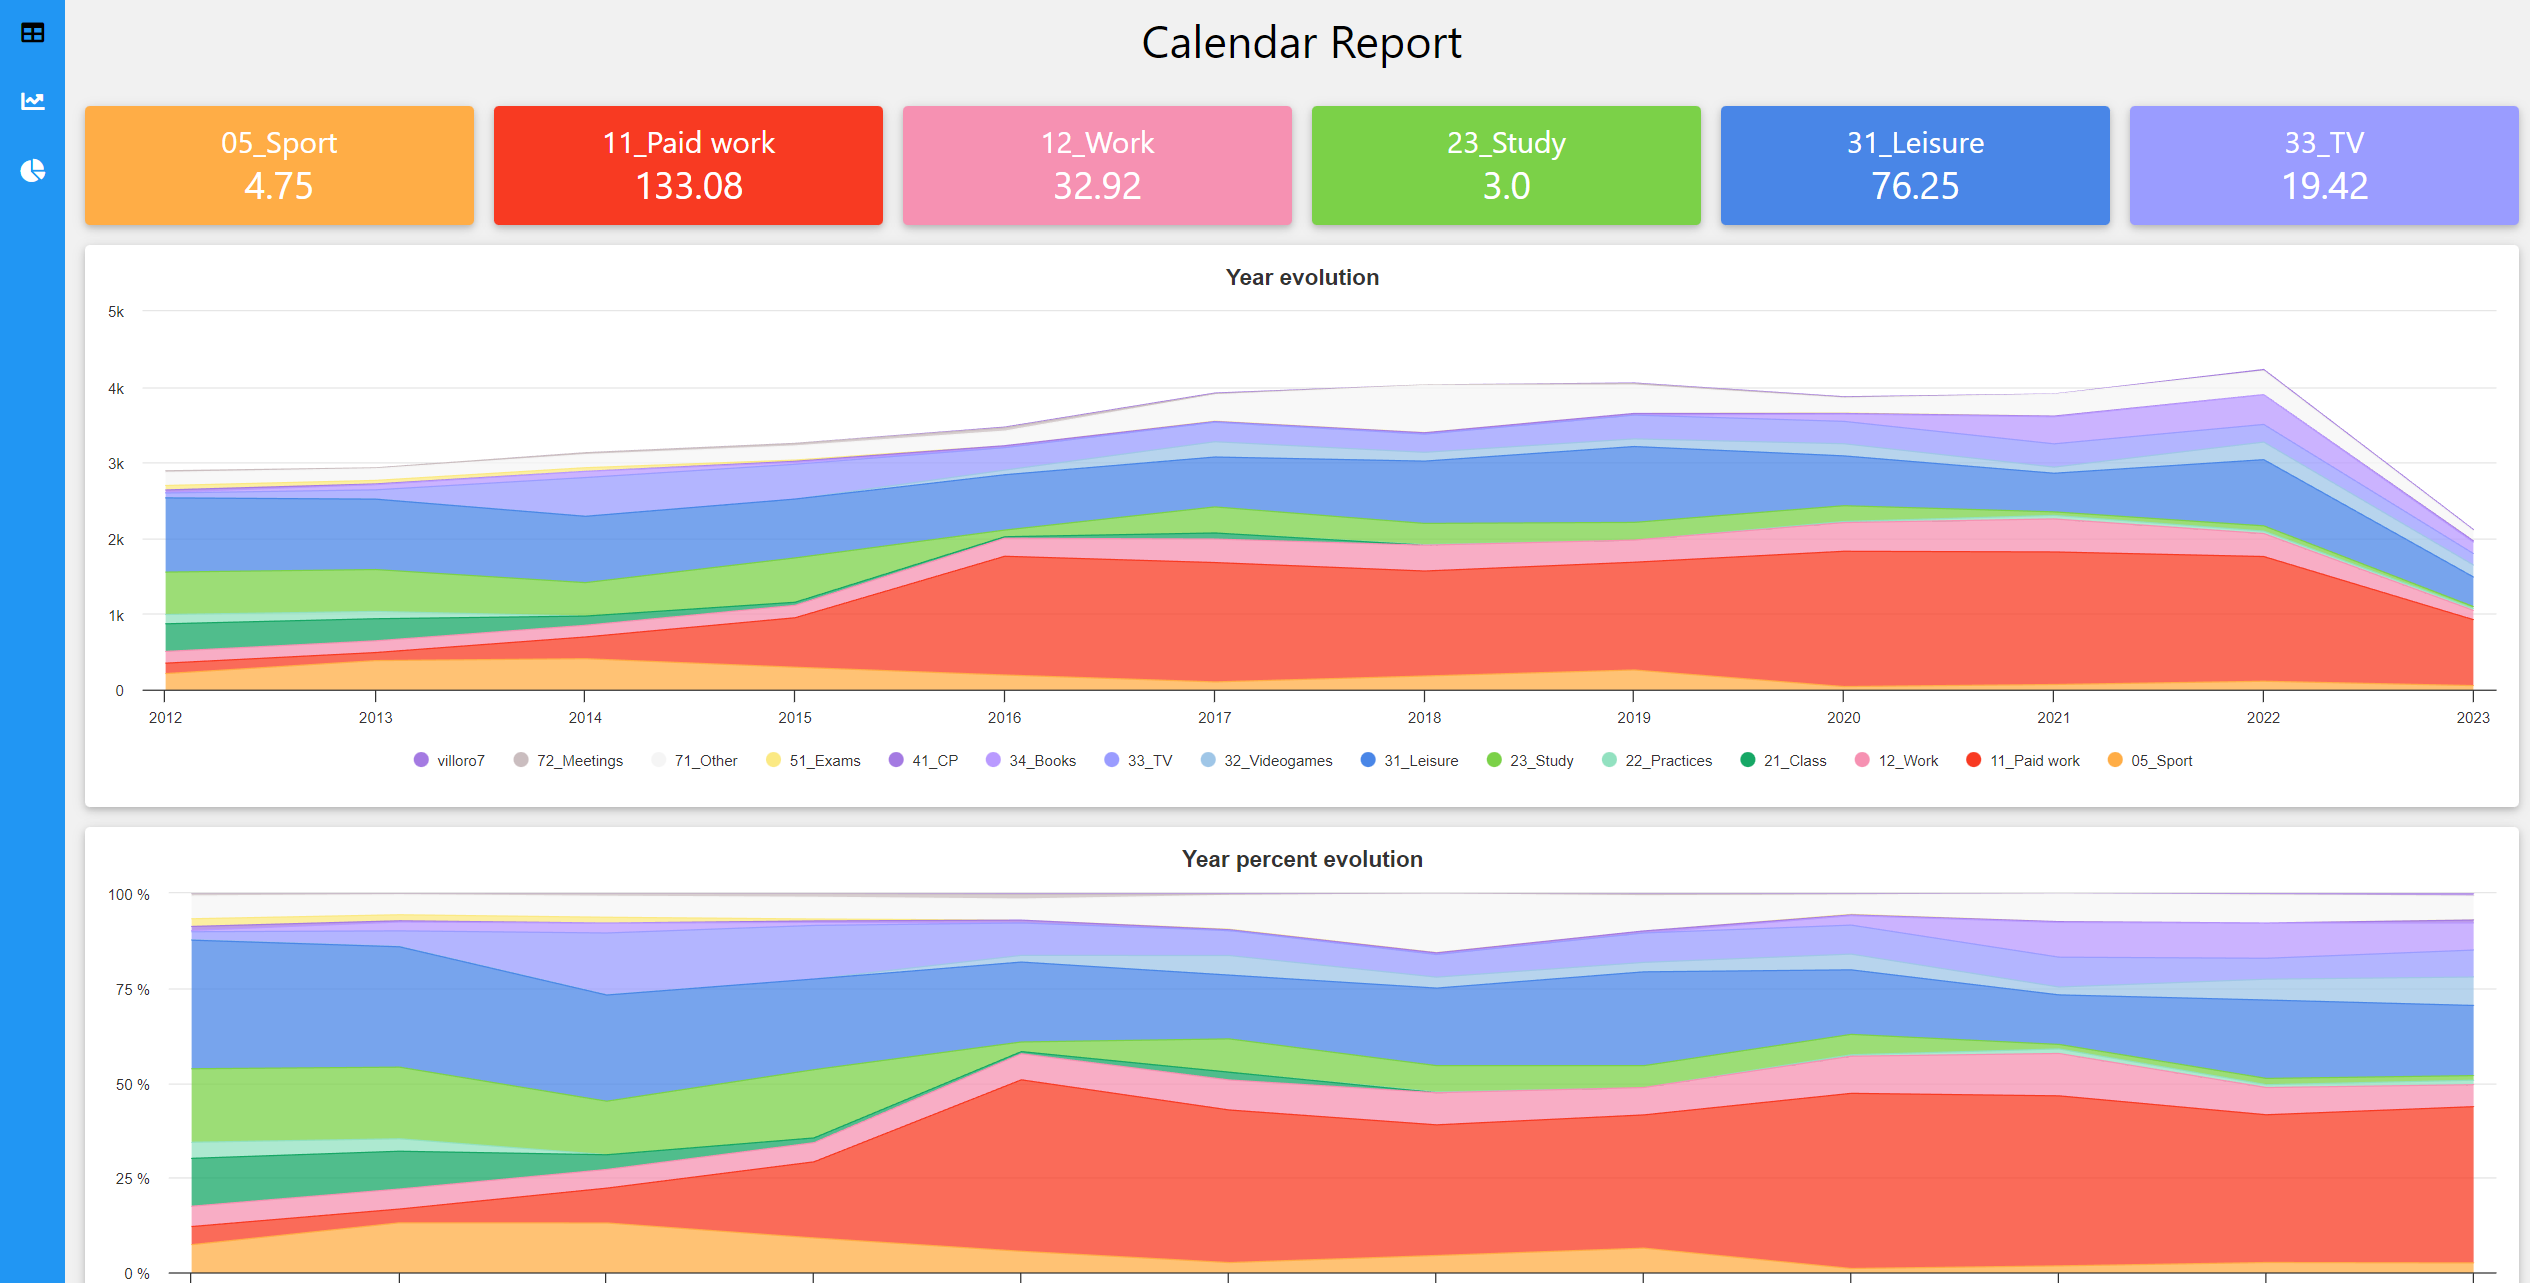 Calendar Report
05_Sport
4.75
11_Paid work
133.08
12_Work
32.92
23_Study
3.0
31_Leisure
76.25
33_TV
19.42
Year evolution
5k
4k
3k
2k
1k
0
2012 2013 2014 2015 2016 2017 2018 2019 2020 2021 2022 2023
villoro7 72_Meetings 71_Other 51_Exams 41_CP 34_Books 33_TV 32_Videogames 31_Leisure 23_Study 22_Practices 21_Class 12_Work 11_Paid work 05_Sport
Year percent evolution
100 %
75 %
50 %
25 %
0 %